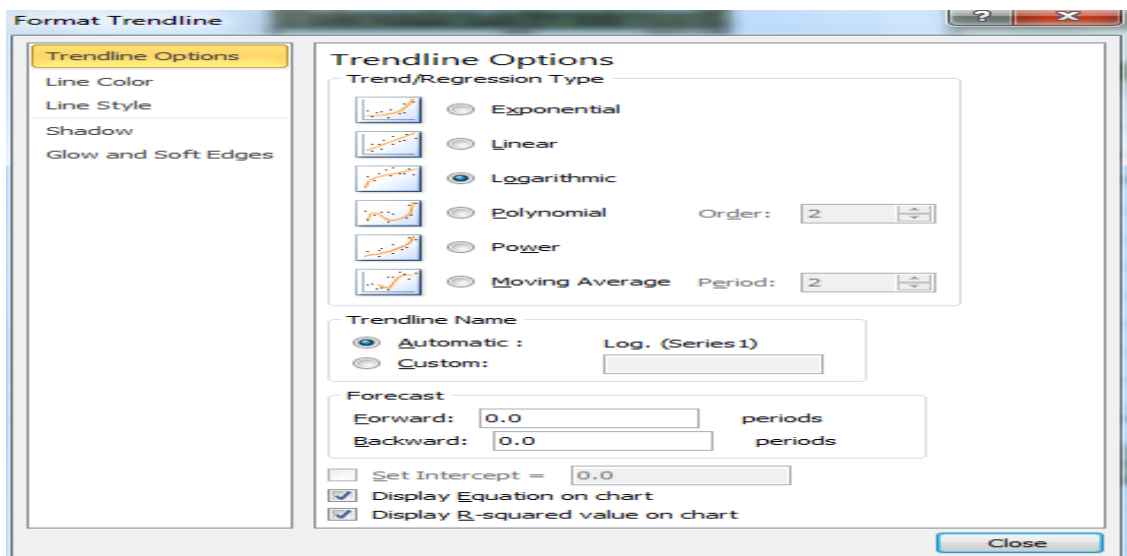 Format Trendline
?
Trendline Options
Line Color
Line Style
Shadow
Glow and Soft Edges
Trendline Options
Trend/Regression Type
Exponential
Linear
Logarithmic
Polynomial Order: 2
Power
Moving Average Period: 2
Trendline Name
Automatic : Log. (Series1)
Custom:
Forecast
Forward: 0.0 periods
Backward: 0.0 periods
Set Intercept = 0.0
Display Equation on chart
Display R-squared value on chart
Close